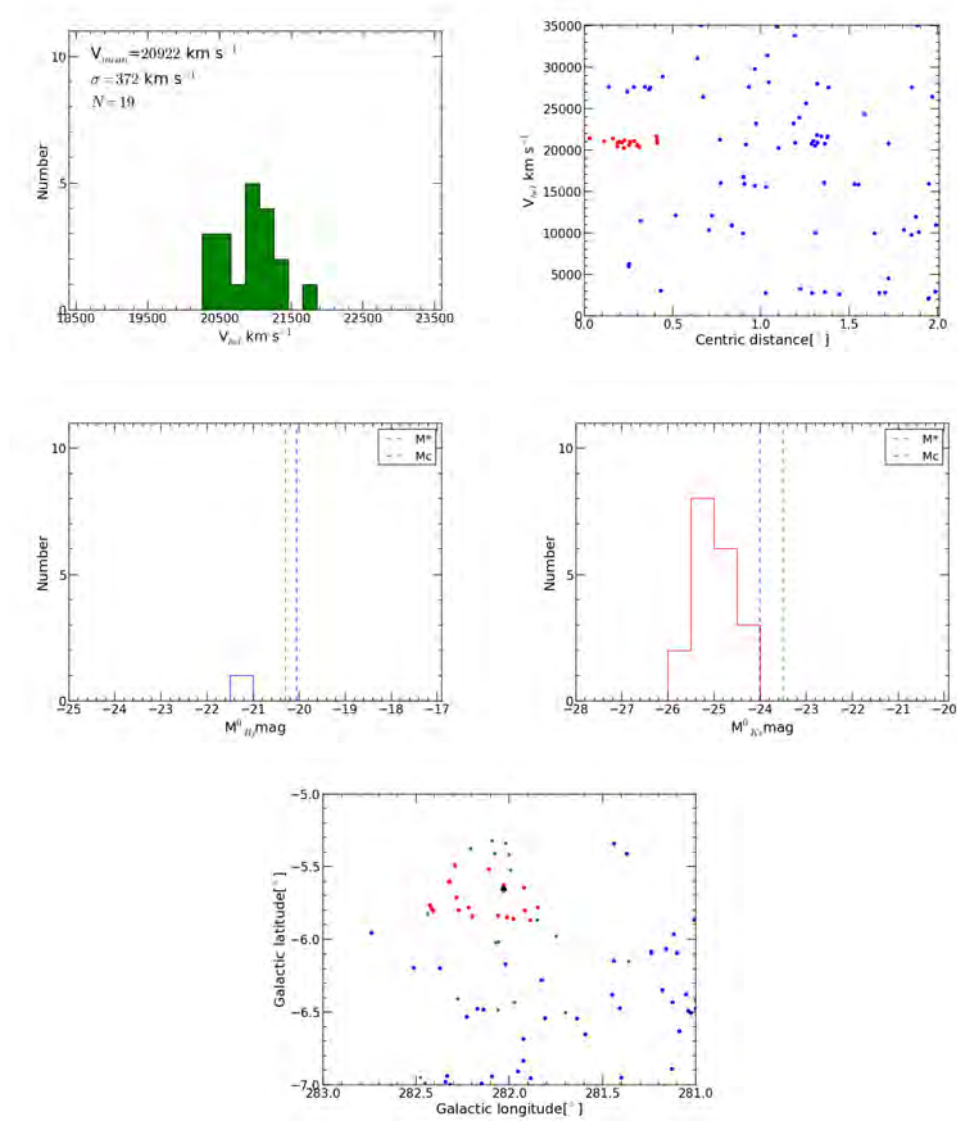 V_mean=20922 km s⁻¹
σ=372 km s⁻¹
N=19
Number
10
5
0
18500 19500 20500 21500 22500 23500
V_hel km s⁻¹
V_hel km s⁻¹
35000
30000
25000
20000
15000
10000
5000
0
0.0 0.5 1.0 1.5 2.0
Centric distance[°]
Number
10
5
0
M*
Mc
−25 −24 −23 −22 −21 −20 −19 −18 −17
mag
Number
10
5
0
M*
Mc
−28 −27 −26 −25 −24 −23 −22 −21 −20
M⁰_Ks mag
Galactic latitude[°]
−5.0
−5.5
−6.0
−6.5
−7.0
283.0 282.5 282.0 281.5 281.0
Galactic longitude[°]